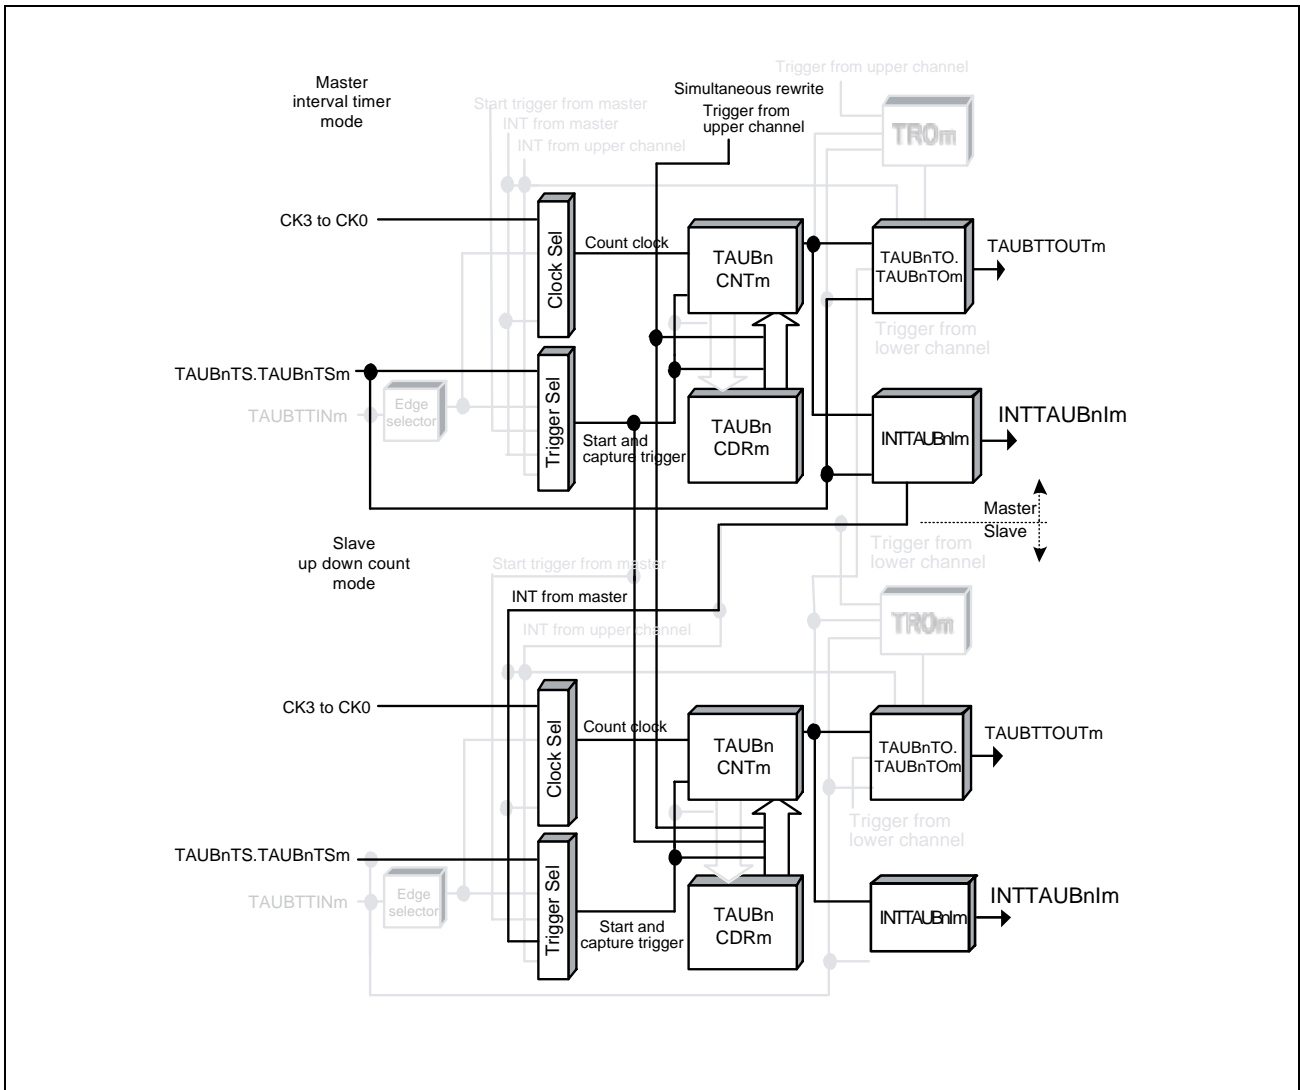 Master
interval timer
mode
Trigger from upper channel
Simultaneous rewrite
Trigger from
upper channel
Start trigger from master
INT from master
INT from upper channel
TROm
CK3 to CK0
Clock Sel
Count clock
TAUBn
CNTm
TAUBnTO.
TAUBnTOm
TAUBTTOUTm
Trigger from
lower channel
TAUBnTS.TAUBnTSm
TAUBTTINm
Edge
selector
Trigger Sel
Start and
capture trigger
TAUBn
CDRm
INTTAUBnIm
INTTAUBnIm
Master
Slave
Slave
up down count
mode
Trigger from
lower channel
Start trigger from master
INT from master
INT from upper channel
TROm
CK3 to CK0
Clock Sel
Count clock
TAUBn
CNTm
TAUBnTO.
TAUBnTOm
TAUBTTOUTm
Trigger from
lower channel
TAUBnTS.TAUBnTSm
TAUBTTINm
Edge
selector
Trigger Sel
Start and
capture trigger
TAUBn
CDRm
INTTAUBnIm
INTTAUBnIm